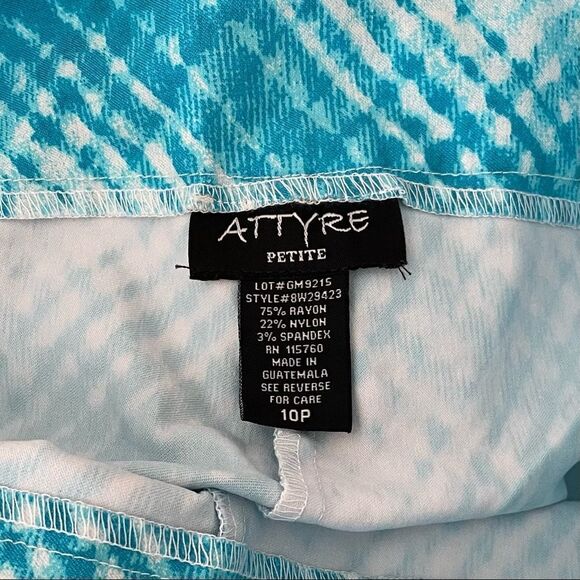 ATTYRE
PETITE
LOT#GM9215
STYLE#8W29423
75% RAYON
22% NYLON
3% SPANDEX
RN 115760
MADE IN
GUATEMALA
SEE REVERSE
FOR CARE
10P